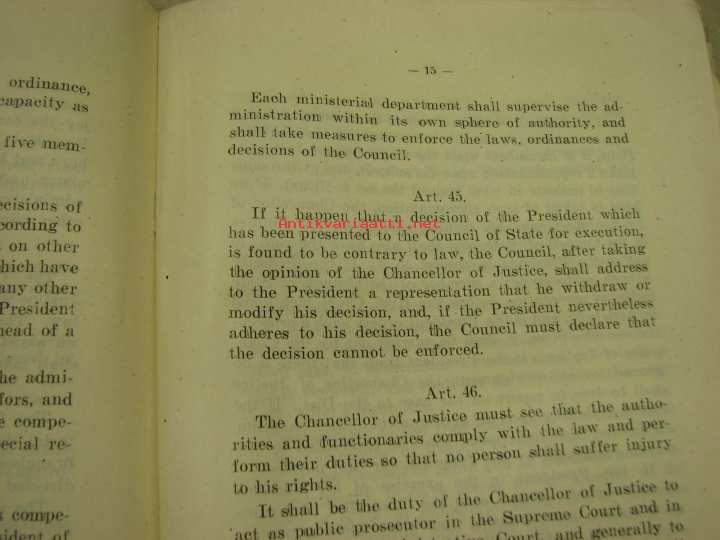 ordinance,
capacity as
five mem-
ecisions of
cording to
on other
which have
any other
President
head of a
he admi-
fors, and
e compe-
ecial re-
s compe-
sident of
— 15 —
Each ministerial department shall supervise the ad-
ministration within its own sphere of authority, and
shall take measures to enforce the laws, ordinances and
decisions of the Council.
Art. 45.
If it happen that a decision of the President which
Antikvariaatti.net
has been presented to the Council of State for execution,
is found to be contrary to law, the Council, after taking
the opinion of the Chancellor of Justice, shall address
to the President a representation that he withdraw or
modify his decision, and, if the President nevertheless
adheres to his decision, the Council must declare that
the decision cannot be enforced.
Art. 46.
The Chancellor of Justice must see that the autho-
rities and functionaries comply with the law and per-
form their duties so that no person shall suffer injury
to his rights.
It shall be the duty of the Chancellor of Justice to
act as public prosecutor in the Supreme Court and in
Court, and generally to